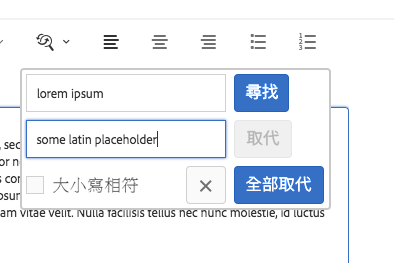 lorem ipsum
尋找
some latin placeholder
取代
大小寫相符
全部取代
am vitae velit. Nulla facilisis tellus nec nunc molestie, id luctus